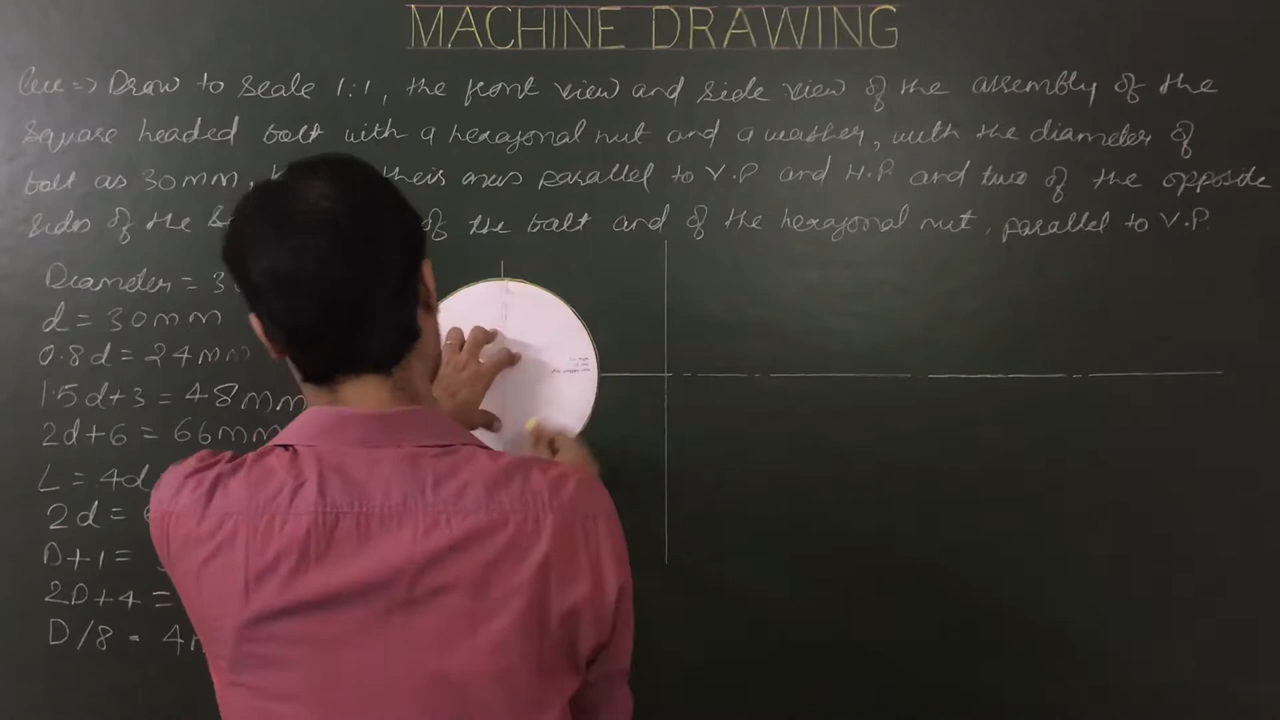 MACHINE DRAWING
Que => Draw to scale 1:1, the front view and side view of the assembly of the
square headed bolt with a hexagonal nut and a washer, with the diameter of
bolt as 30MM, their axes parallel to V.P and H.P. and two of the opposite
sides of the of the bolt and of the hexagonal nut, parallel to V.P.
Diameter = 3
d = 30MM
0.8d = 24MM
1.5d+3 = 48MM
2d+6 = 66MM
L = 4d
2d =
D+1 =
2D+4 =
D/8 = 4